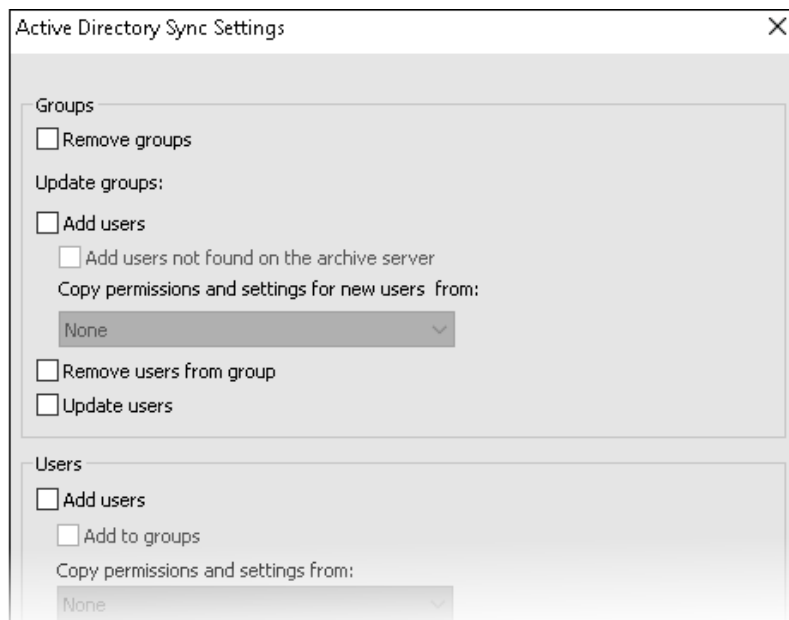 Active Directory Sync Settings
Groups
Remove groups
Update groups:
Add users
Add users not found on the archive server
Copy permissions and settings for new users from:
None
Remove users from group
Update users
Users
Add users
Add to groups
Copy permissions and settings from:
None